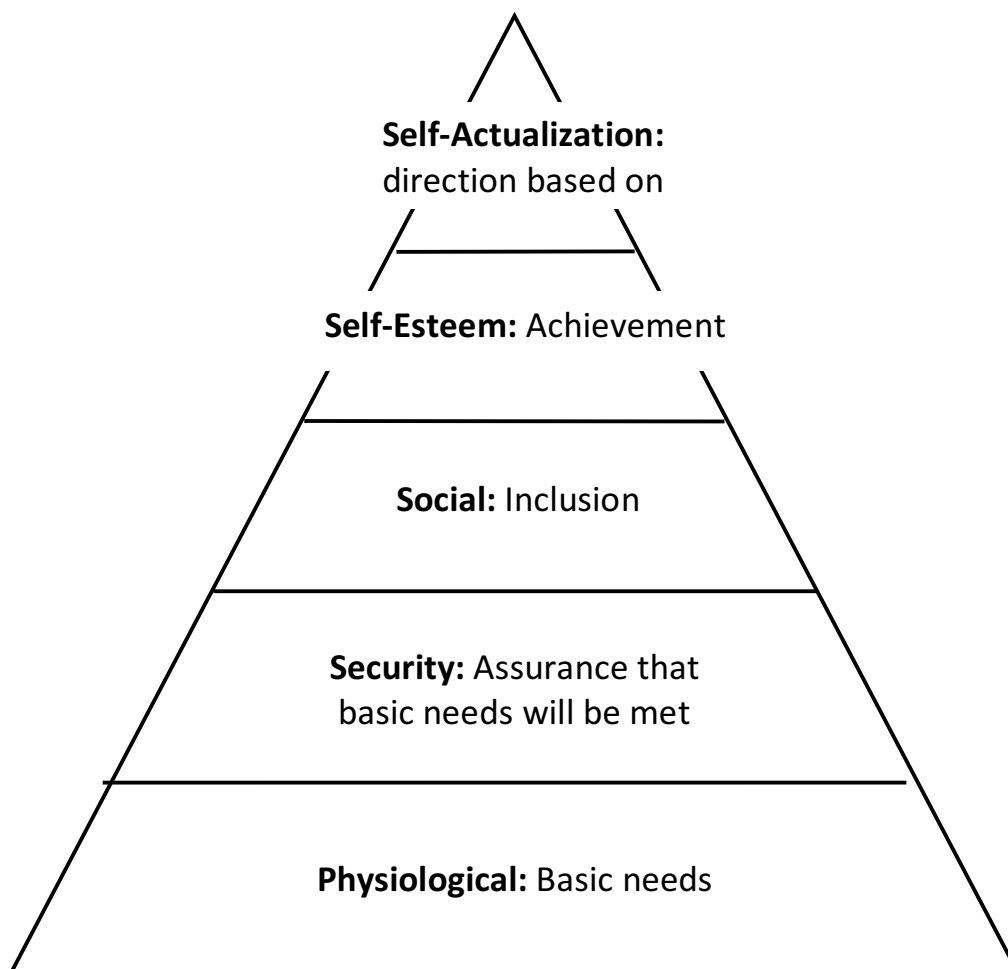 Self-Actualization:
direction based on
Self-Esteem: Achievement
Social: Inclusion
Security: Assurance that
basic needs will be met
Physiological: Basic needs